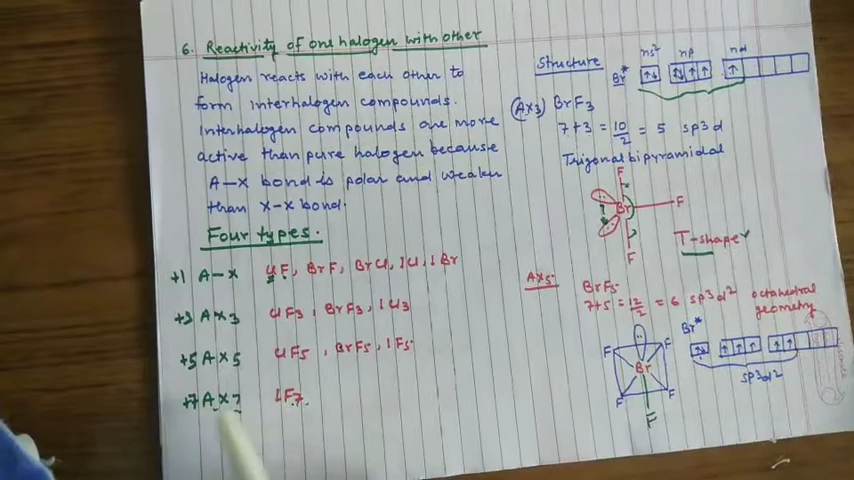 6. Reactivity of one halogen with other
Halogen reacts with each other to
form interhalogen compounds.
Interhalogen compounds are more
active than pure halogen because
A-X bond is polar and weaker
than X-X bond.
Four types.
+1 A-X ClF, BrF, BrCl, ICl, IBr
+3 AX3 ClF3, BrF3, ICl3
+5 AX5 ClF5, BrF5, IF5
+7 AX7 IF7.
Structure
Br* ns2 np nd
AX3 BrF3
7+3 = 10/2 = 5 sp3d
Trigonal bipyramidal
F
Br F
F
T-shape
AX5
BrF5
7+5 = 12/2 = 6 sp3d2 octahedral
geometry
Br*
sp3d2
F F
Br
F F
F